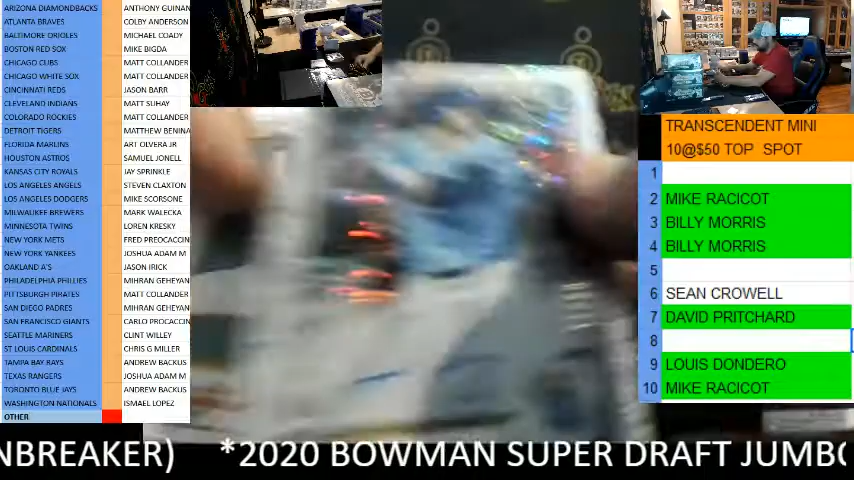 ARIZONA DIAMONDBACKS ANTHONY GUINAN
ATLANTA BRAVES COLBY ANDERSON
BALTIMORE ORIOLES MICHAEL COADY
BOSTON RED SOX MIKE BIGDA
CHICAGO CUBS MATT COLLANDER
CHICAGO WHITE SOX MATT COLLANDER
CINCINNATI REDS JASON BARR
CLEVELAND INDIANS MATT SUHAY
COLORADO ROCKIES MATT COLLANDER
DETROIT TIGERS MATTHEW BENINA
FLORIDA MARLINS ART OLVERA JR
HOUSTON ASTROS SAMUEL JONELL
KANSAS CITY ROYALS JAY SPRINKLE
LOS ANGELES ANGELS STEVEN CLAXTON
LOS ANGELES DODGERS MIKE SCORSONE
MILWAUKEE BREWERS MARK WALECKA
MINNESOTA TWINS LOREN KRESKY
NEW YORK METS FRED PREOCACCIN
NEW YORK YANKEES JOSHUA ADAM M
OAKLAND A'S JASON IRICK
PHILADELPHIA PHILLIES MIHRAN GEHEYAN
PITTSBURGH PIRATES MATT COLLANDER
SAN DIEGO PADRES MIHRAN GEHEYAN
SAN FRANCISCO GIANTS CARLO PROCACCIN
SEATTLE MARINERS CLINT WILLEY
ST LOUIS CARDINALS CHRIS G MILLER
TAMPA BAY RAYS ANDREW BACKUS
TEXAS RANGERS JOSHUA ADAM M
TORONTO BLUE JAYS ANDREW BACKUS
WASHINGTON NATIONALS ISMAEL LOPEZ
OTHER
TRANSCENDENT MINI
10@$50 TOP SPOT
1
2 MIKE RACICOT
3 BILLY MORRIS
4 BILLY MORRIS
5
6 SEAN CROWELL
7 DAVID PRITCHARD
8
9 LOUIS DONDERO
10 MIKE RACICOT
NBREAKER) *2020 BOWMAN SUPER DRAFT JUMBO